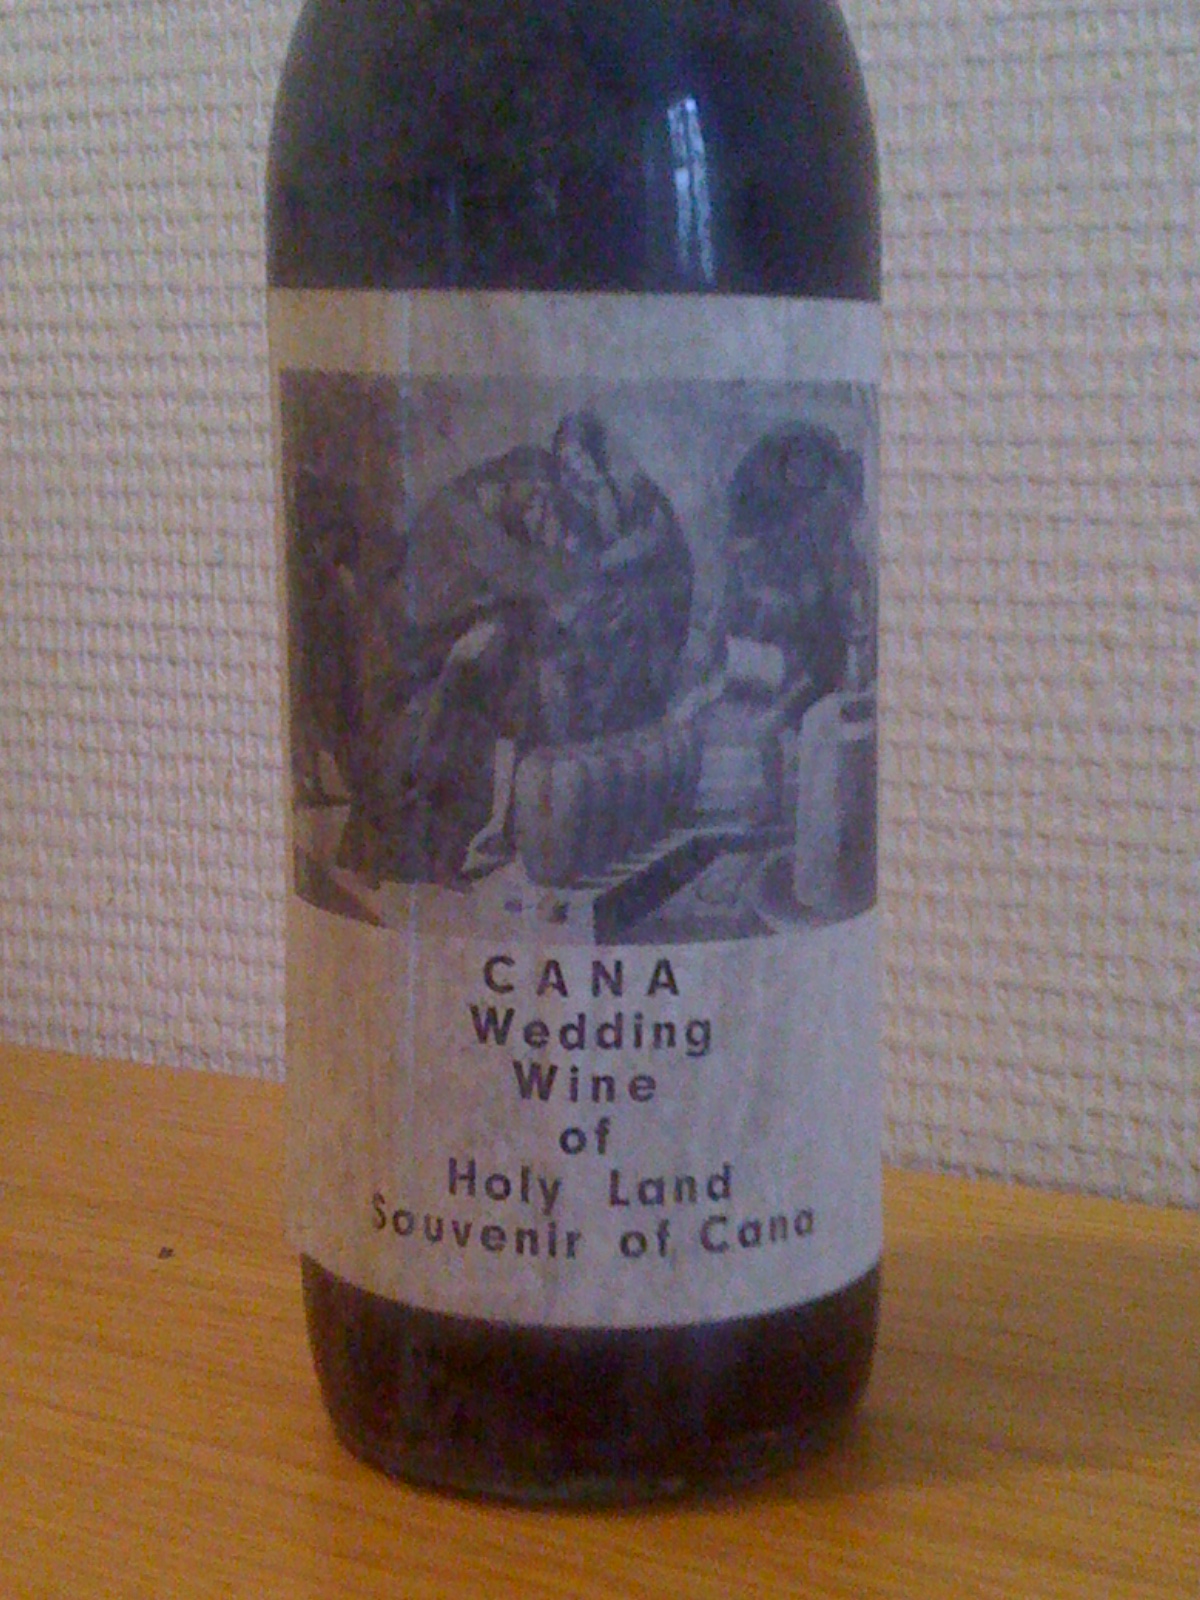 CANA
Wedding
Wine
of
Holy Land
Souvenir of Cana